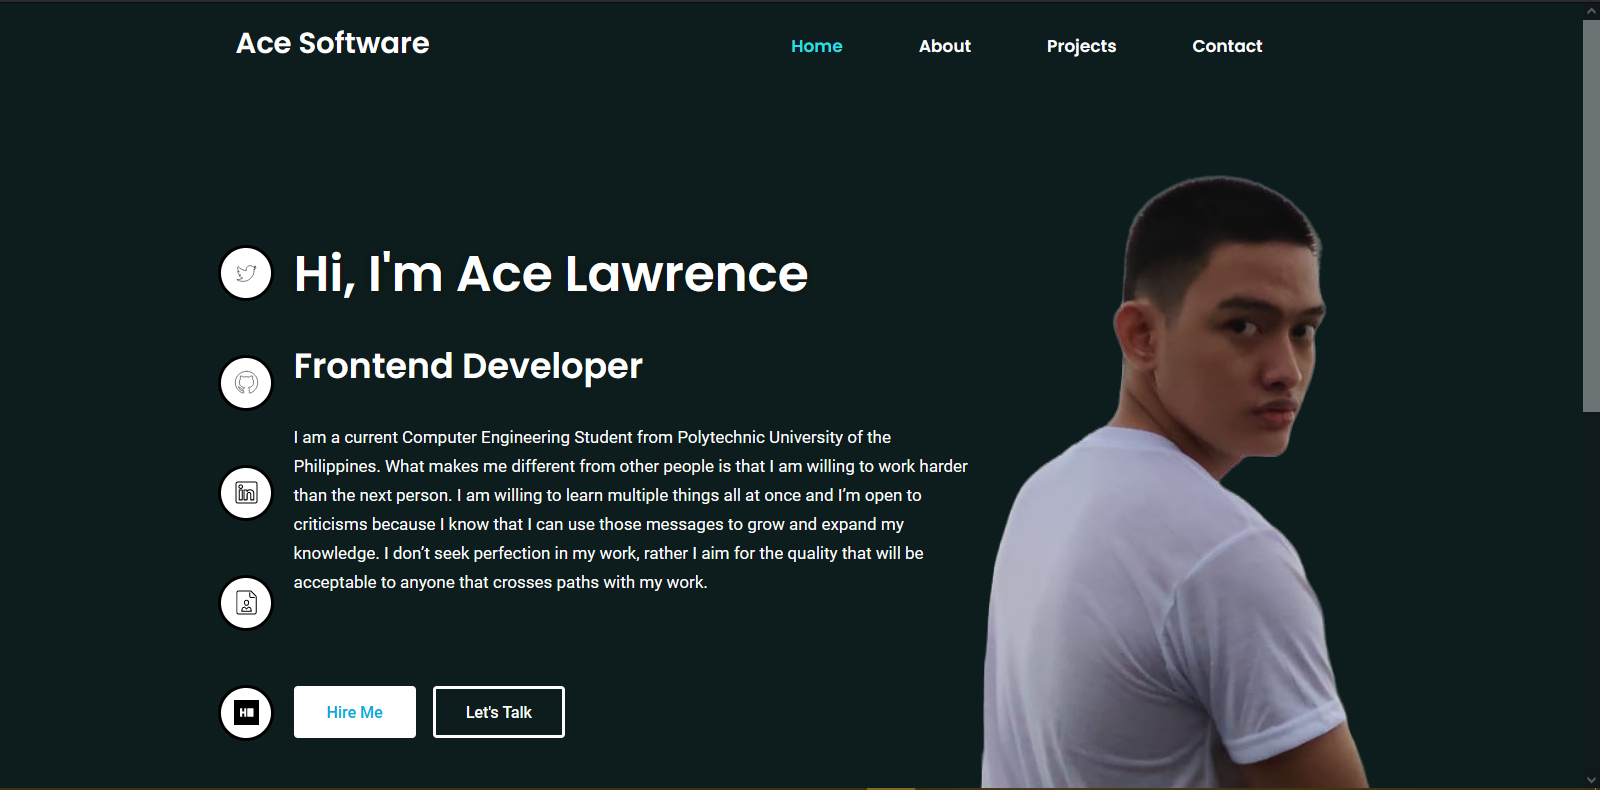 Ace Software
Home
About
Projects
Contact
Hi, I'm Ace Lawrence
Frontend Developer
I am a current Computer Engineering Student from Polytechnic University of the
Philippines. What makes me different from other people is that I am willing to work harder
than the next person. I am willing to learn multiple things all at once and I’m open to
criticisms because I know that I can use those messages to grow and expand my
knowledge. I don’t seek perfection in my work, rather I aim for the quality that will be
acceptable to anyone that crosses paths with my work.
in
H
Hire Me
Let's Talk